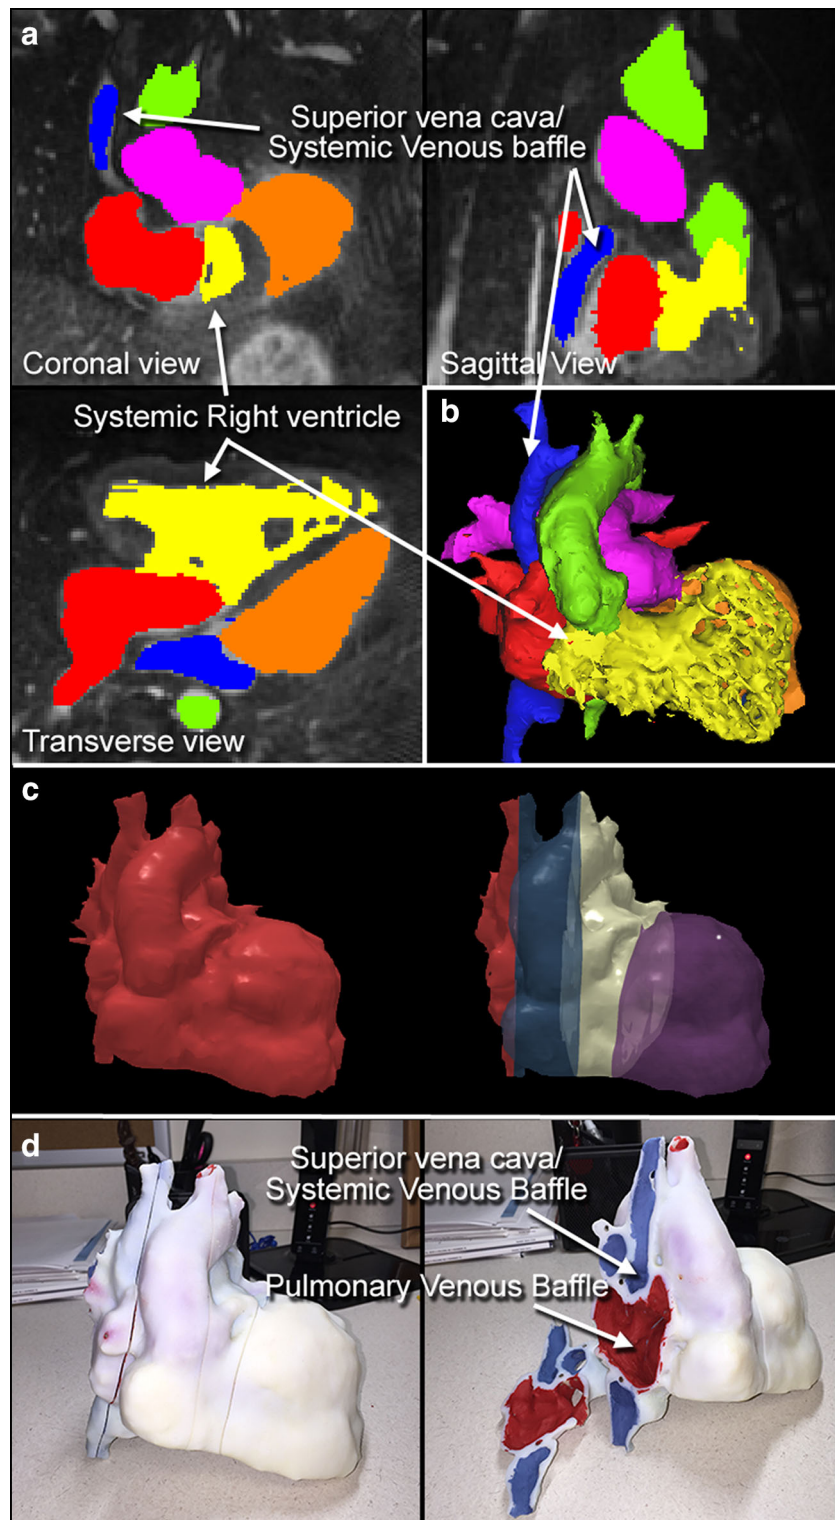 a
Superior vena cava/
Systemic Venous baffle
Coronal view
Sagittal View
Systemic Right ventricle
b
Transverse view
c
d
Superior vena cava/
Systemic Venous Baffle
Pulmonary Venous Baffle